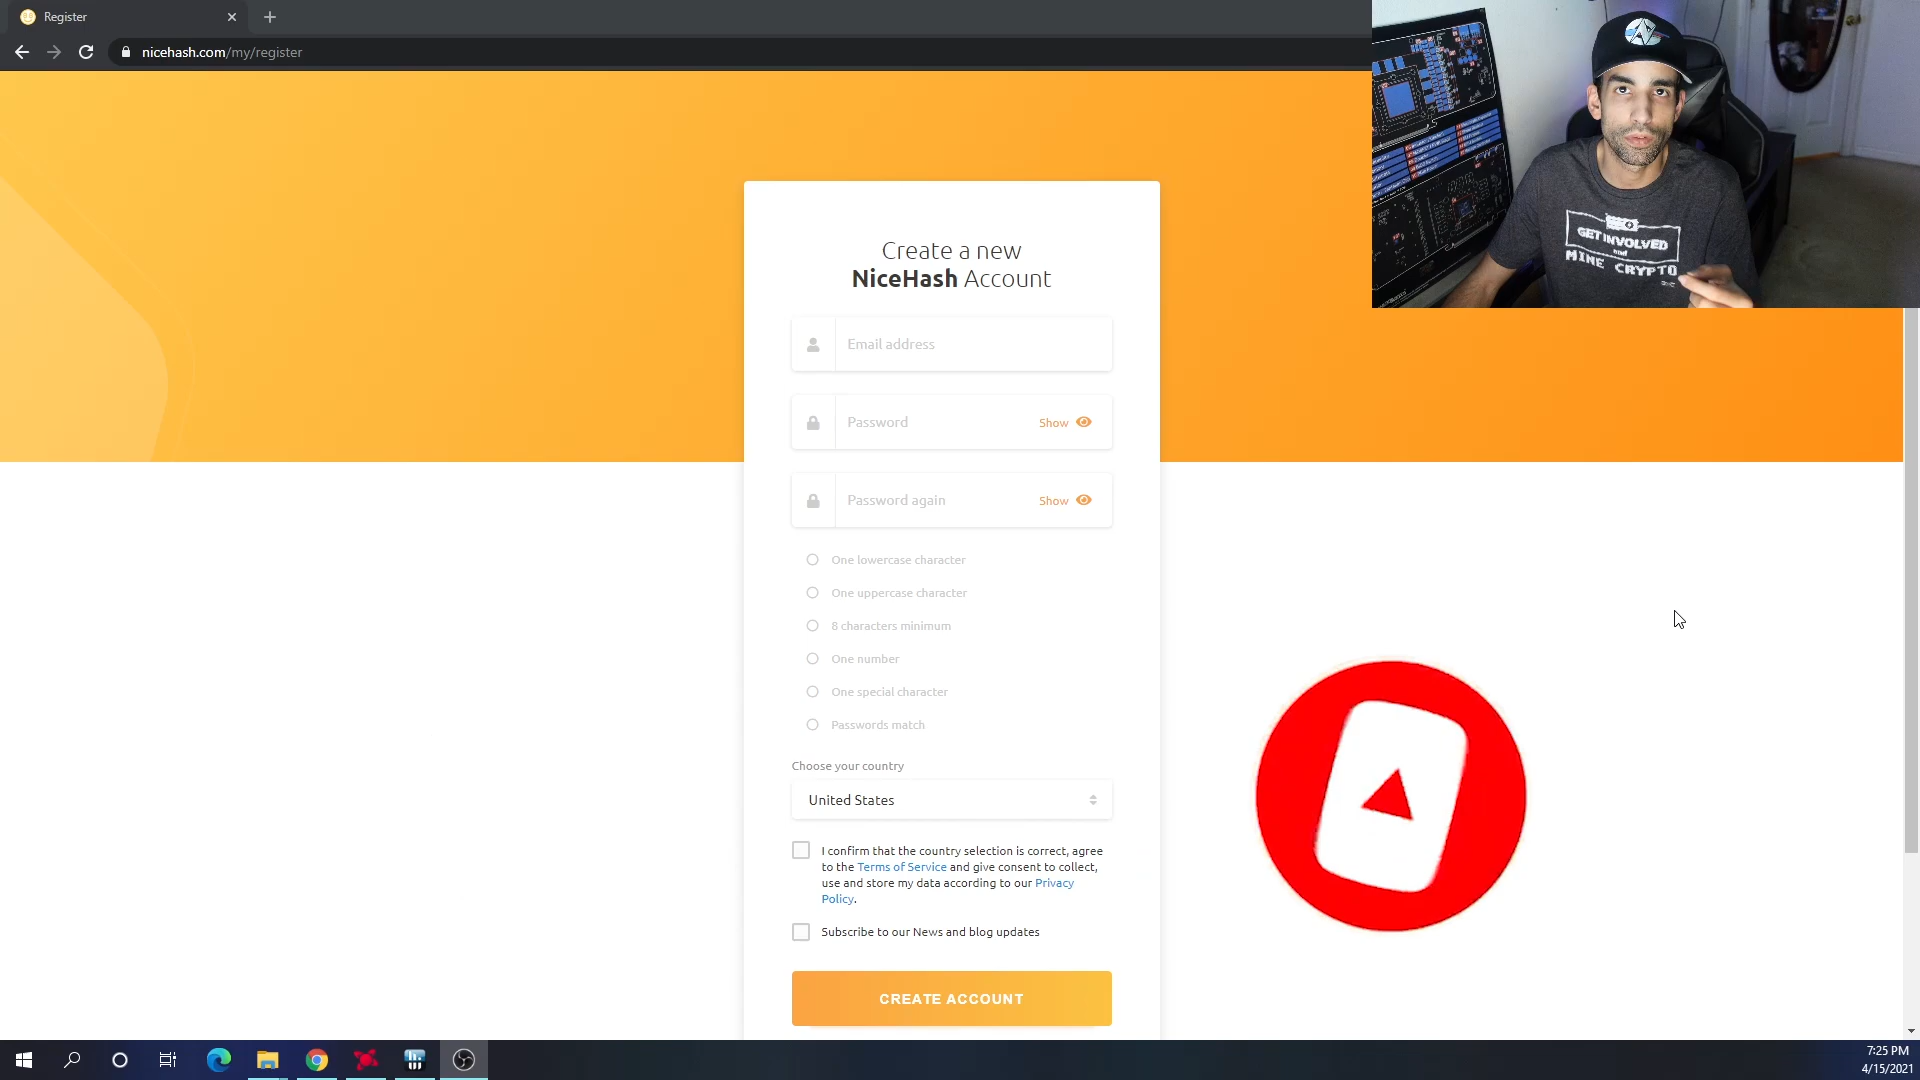 Register
nicehash.com/my/register
GET INVOLVED
and
MINE CRYPTO
Create a new
NiceHash Account
Email address
Password
Show
Password again
Show
One lowercase character
One uppercase character
8 characters minimum
One number
One special character
Passwords match
Choose your country
United States
I confirm that the country selection is correct, agree
to the Terms of Service and give consent to collect,
use and store my data according to our Privacy
Policy.
Subscribe to our News and blog updates
CREATE ACCOUNT
7:25 PM
4/15/2021